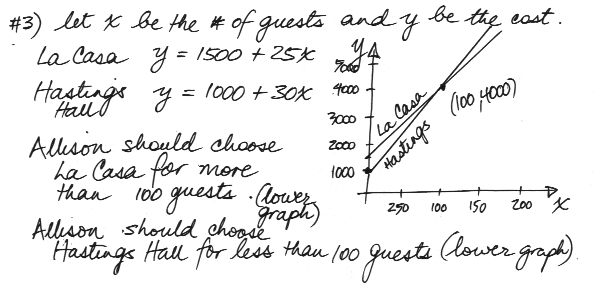 #3) let x be the # of guests and y be the cost.
La Casa y = 1500 + 25x
Hastings Hall y = 1000 + 30x
Allison should choose
La Casa for more
than 100 guests. (lower graph)
Allison should choose
Hastings Hall for less than 100 guests (lower graph).
y
5000
4000
3000
2000
1000
La Casa
Hastings
(100, 4000)
250 100 150 200 x